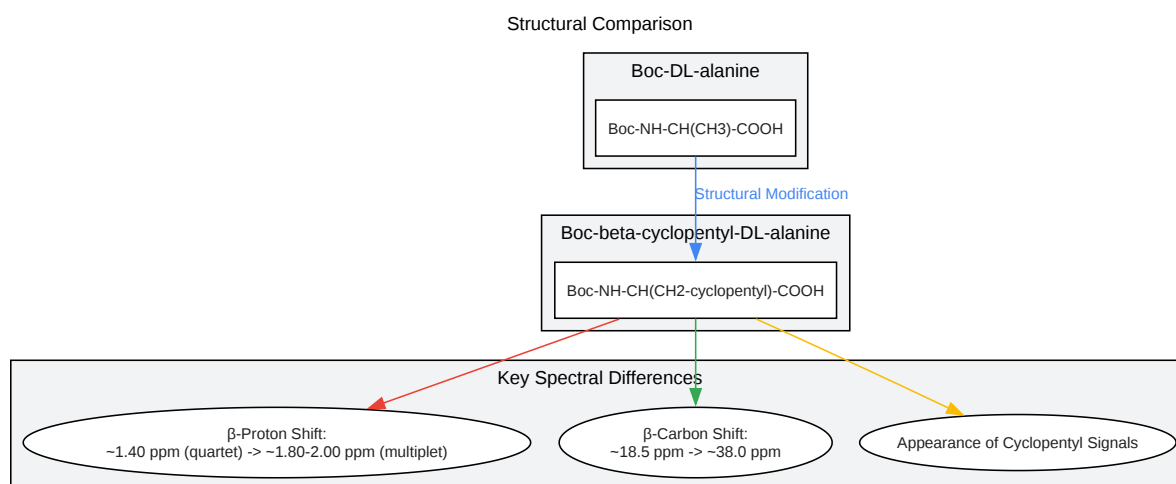 Structural Comparison
Boc-DL-alanine
Boc-NH-CH(CH3)-COOH
Structural Modification
Boc-beta-cyclopentyl-DL-alanine
Boc-NH-CH(CH2-cyclopentyl)-COOH
Key Spectral Differences
β-Proton Shift:
~1.40 ppm (quartet) -> ~1.80-2.00 ppm (multiplet)
β-Carbon Shift:
~18.5 ppm -> ~38.0 ppm
Appearance of Cyclopentyl Signals